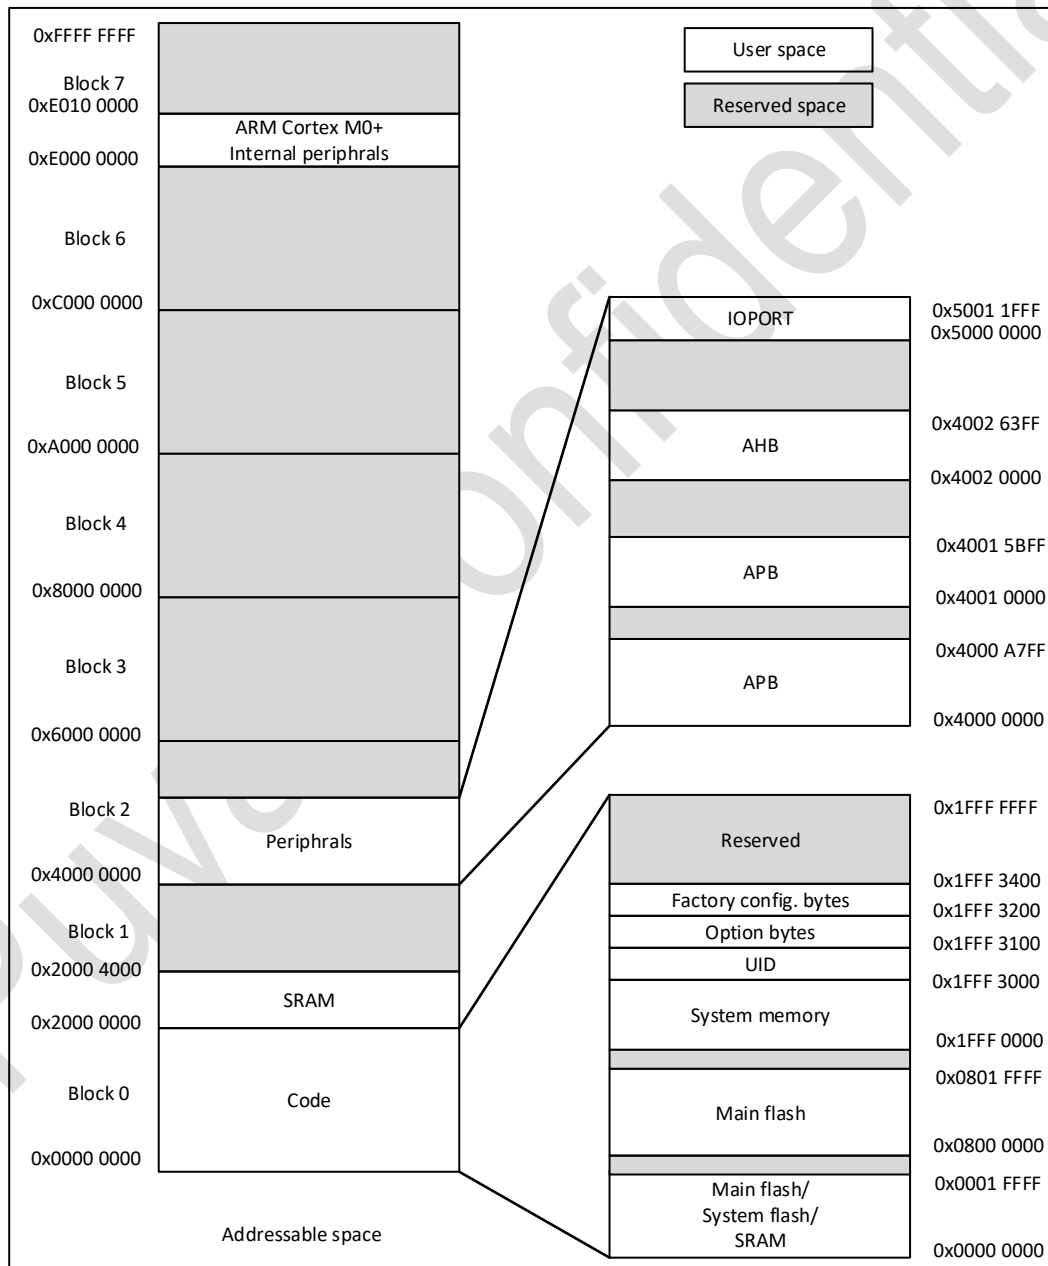 0xFFFF FFFF
Block 7
0xE010 0000
ARM Cortex M0+
Internal periphrals
0xE000 0000
Block 6
0xC000 0000
Block 5
0xA000 0000
Block 4
0x8000 0000
Block 3
0x6000 0000
Block 2
Periphrals
0x4000 0000
Block 1
0x2000 4000
SRAM
0x2000 0000
Block 0
Code
0x0000 0000
Addressable space
User space
Reserved space
IOPORT
0x5001 1FFF
0x5000 0000
AHB
0x4002 63FF
0x4002 0000
APB
0x4001 5BFF
0x4001 0000
APB
0x4000 A7FF
0x4000 0000
Reserved
0x1FFF FFFF
0x1FFF 3400
Factory config. bytes
0x1FFF 3200
Option bytes
0x1FFF 3100
UID
0x1FFF 3000
System memory
0x1FFF 0000
0x0801 FFFF
Main flash
0x0800 0000
0x0001 FFFF
Main flash/
System flash/
SRAM
0x0000 0000